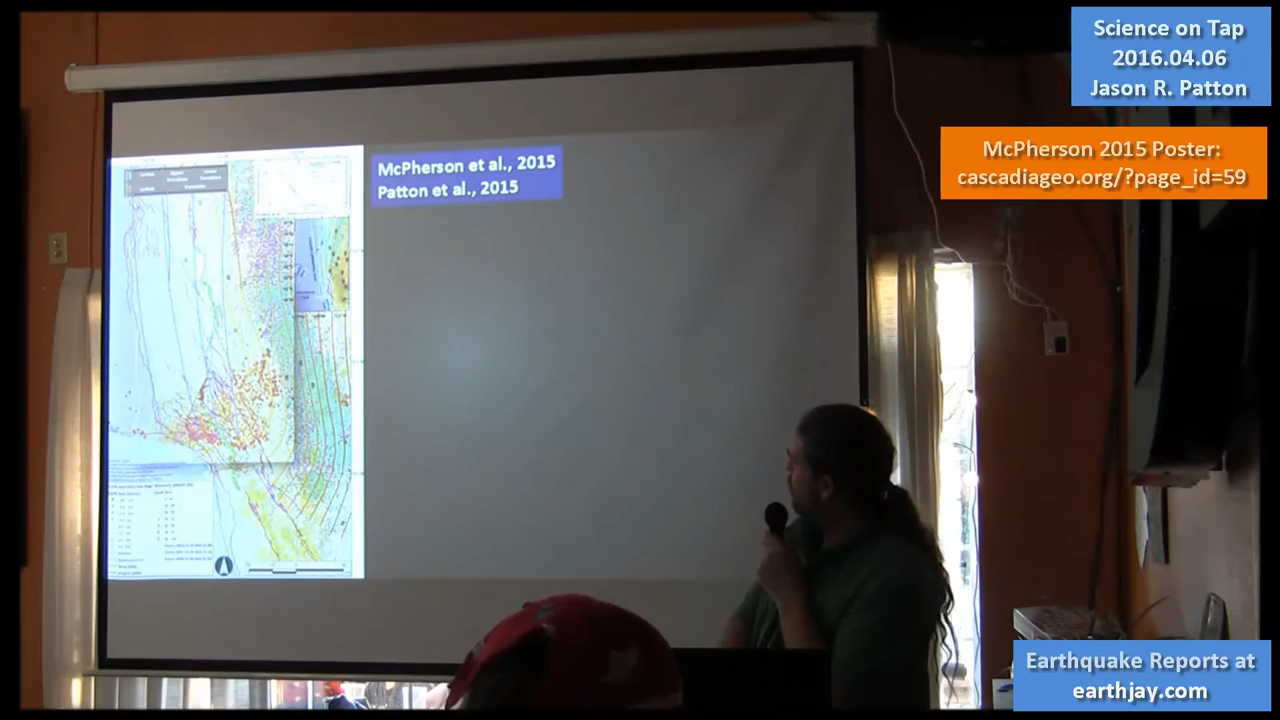 Science on Tap
2016.04.06
Jason R. Patton
McPherson 2015 Poster:
cascadiageo.org/?page_id=59
McPherson et al., 2015
Patton et al., 2015
Earthquake Reports at
earthjay.com